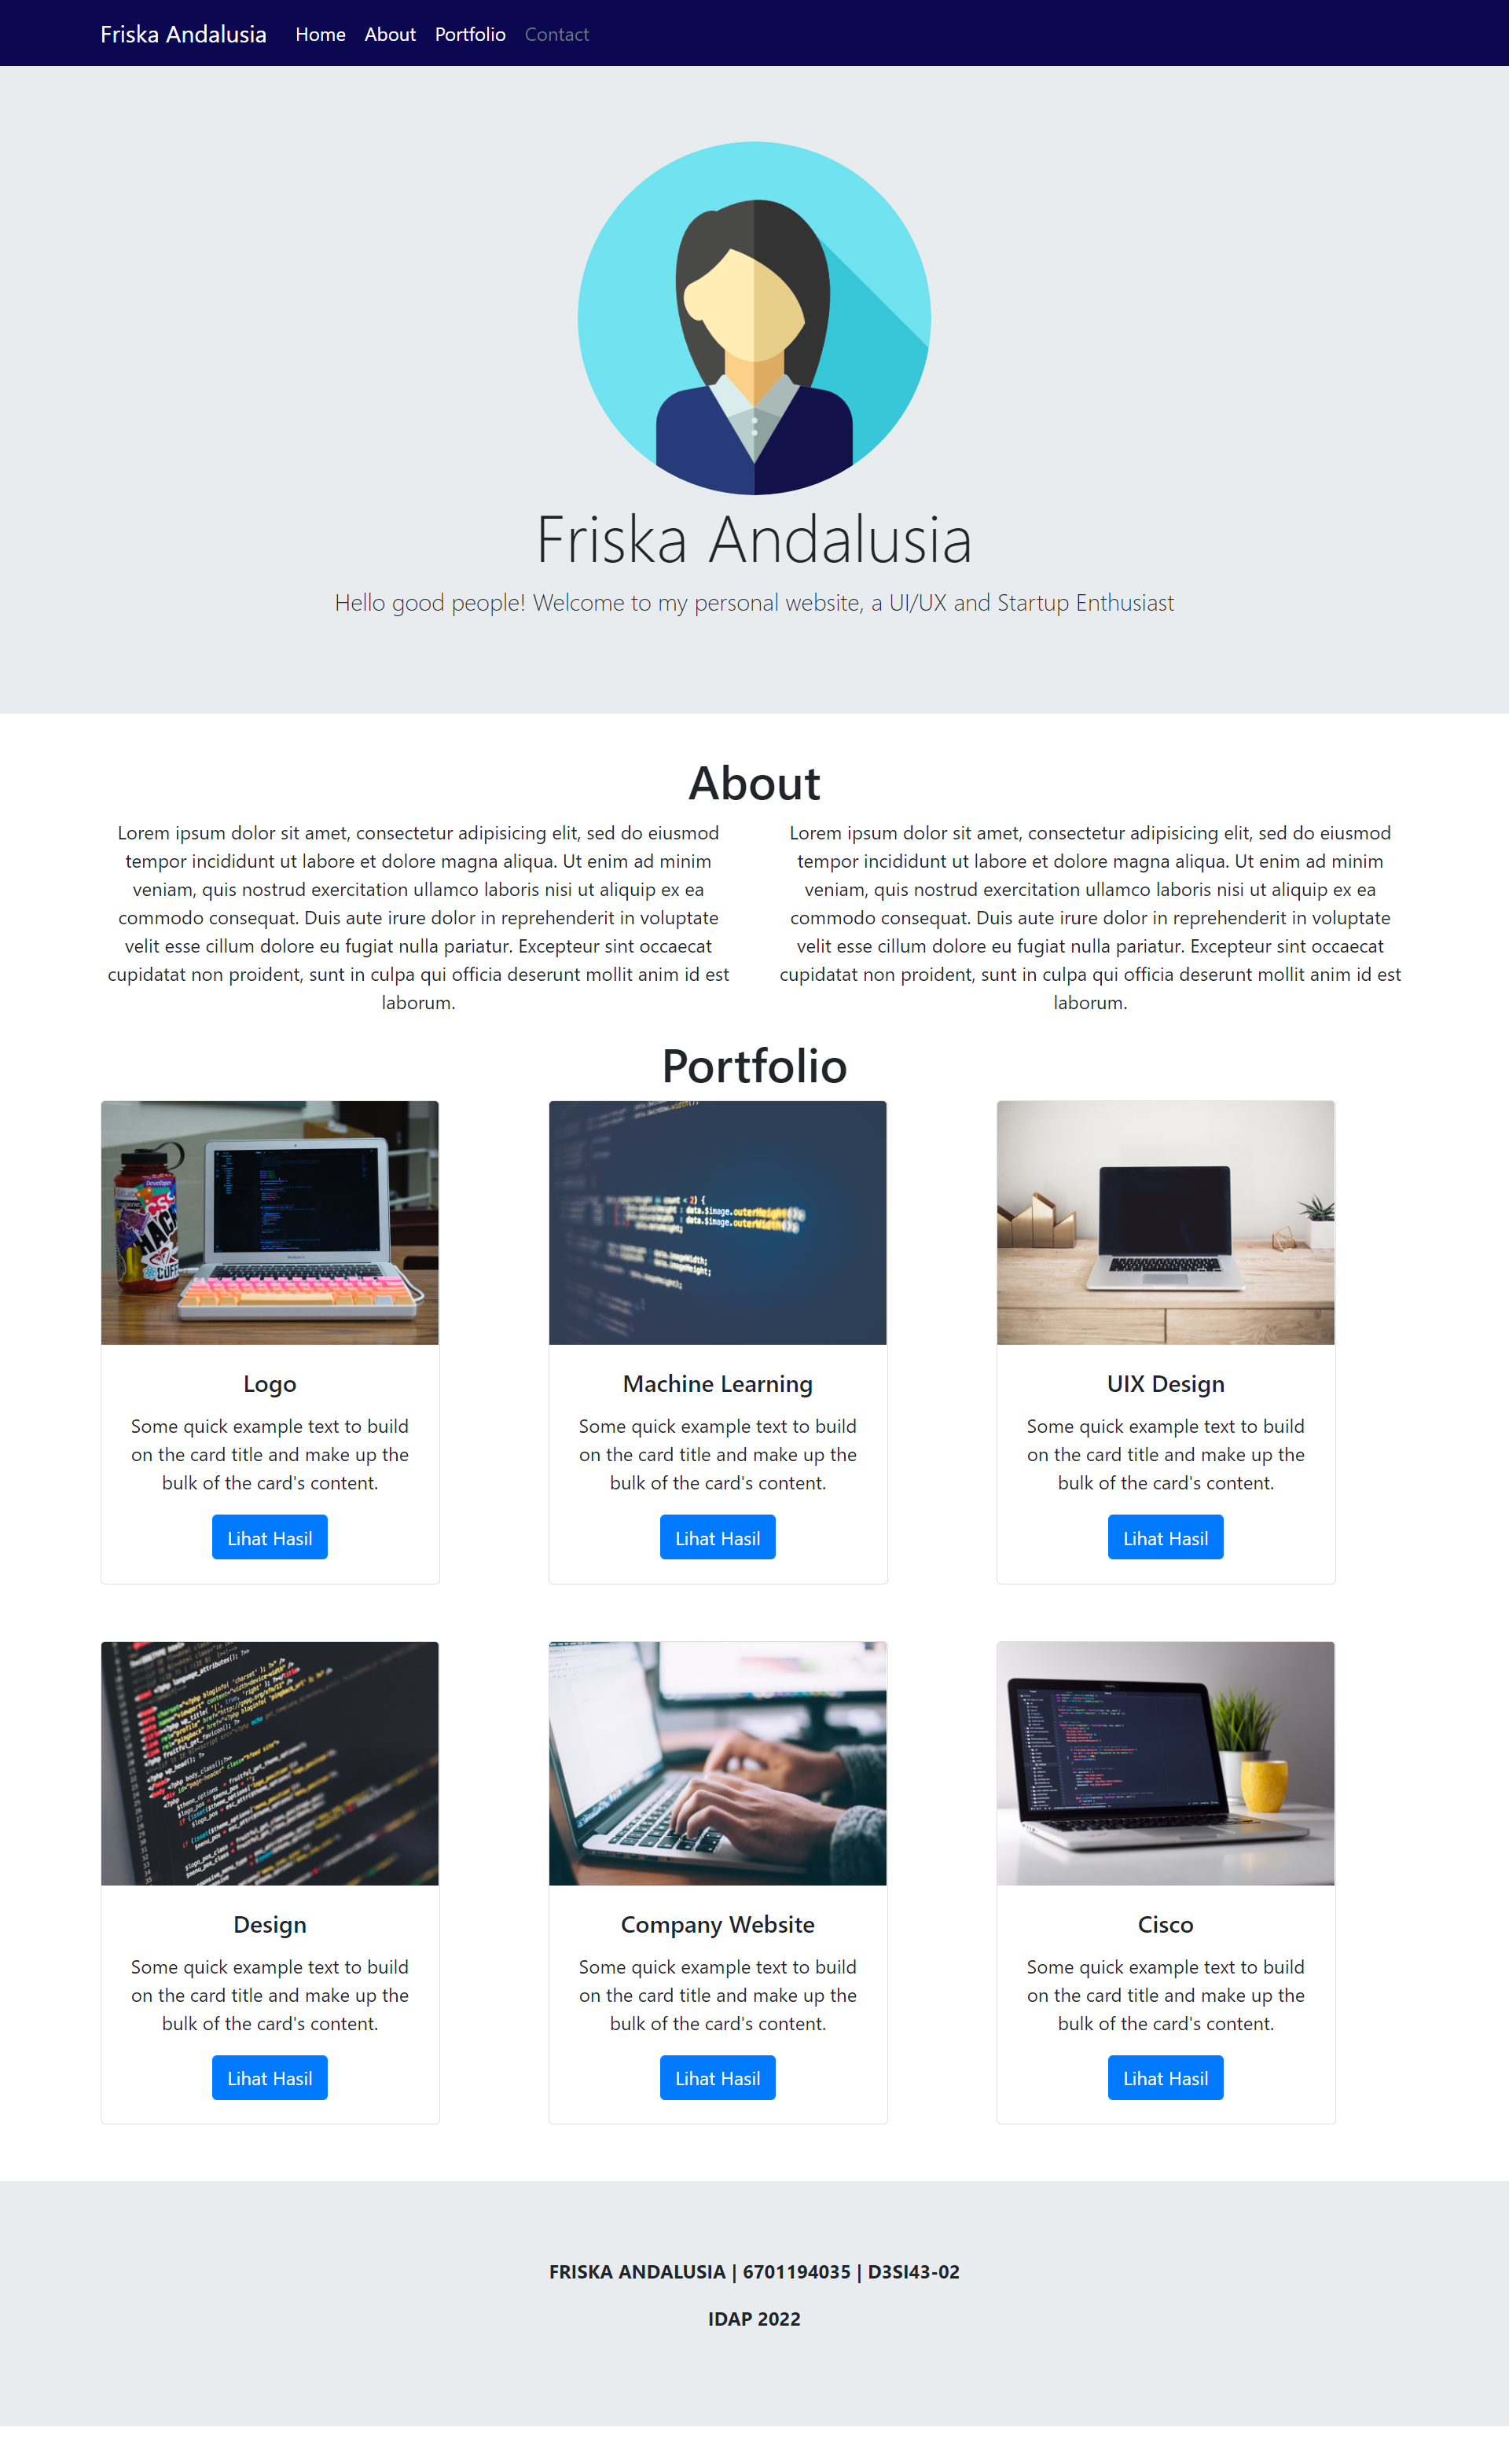 Friska Andalusia Home About Portfolio Contact
Friska Andalusia
Hello good people! Welcome to my personal website, a UI/UX and Startup Enthusiast
About
Lorem ipsum dolor sit amet, consectetur adipisicing elit, sed do eiusmod
tempor incididunt ut labore et dolore magna aliqua. Ut enim ad minim
veniam, quis nostrud exercitation ullamco laboris nisi ut aliquip ex ea
commodo consequat. Duis aute irure dolor in reprehenderit in voluptate
velit esse cillum dolore eu fugiat nulla pariatur. Excepteur sint occaecat
cupidatat non proident, sunt in culpa qui officia deserunt mollit anim id est
laborum.
Lorem ipsum dolor sit amet, consectetur adipisicing elit, sed do eiusmod
tempor incididunt ut labore et dolore magna aliqua. Ut enim ad minim
veniam, quis nostrud exercitation ullamco laboris nisi ut aliquip ex ea
commodo consequat. Duis aute irure dolor in reprehenderit in voluptate
velit esse cillum dolore eu fugiat nulla pariatur. Excepteur sint occaecat
cupidatat non proident, sunt in culpa qui officia deserunt mollit anim id est
laborum.
Portfolio
Logo
Some quick example text to build
on the card title and make up the
bulk of the card's content.
Lihat Hasil
count < 2) {
data.$image.outerHeight();
data.$image.outerWidth();
Machine Learning
Some quick example text to build
on the card title and make up the
bulk of the card's content.
Lihat Hasil
UIX Design
Some quick example text to build
on the card title and make up the
bulk of the card's content.
Lihat Hasil
Design
Some quick example text to build
on the card title and make up the
bulk of the card's content.
Lihat Hasil
Company Website
Some quick example text to build
on the card title and make up the
bulk of the card's content.
Lihat Hasil
Cisco
Some quick example text to build
on the card title and make up the
bulk of the card's content.
Lihat Hasil
FRISKA ANDALUSIA | 6701194035 | D3SI43-02
IDAP 2022